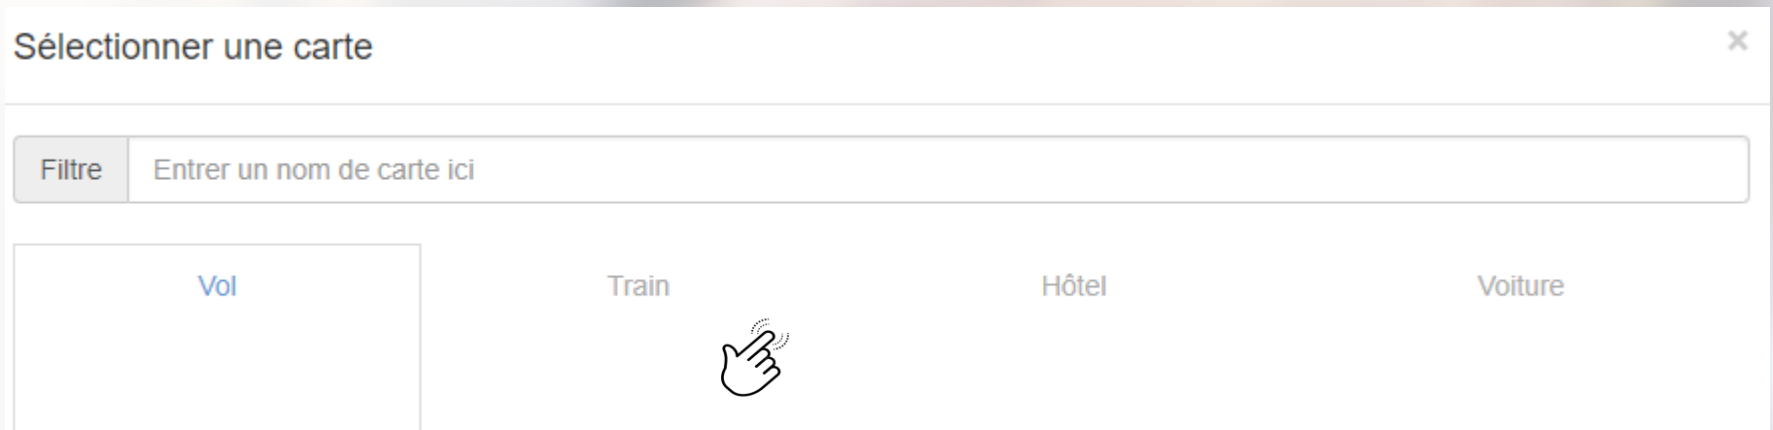 Sélectionner une carte ×
Filtre Entrer un nom de carte ici
Vol Train Hôtel Voiture